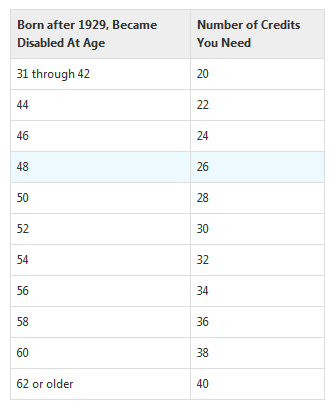 Born after 1929, Became Number of Credits
Disabled At Age You Need
31 through 42 20
44 22
46 24
48 26
50 28
52 30
54 32
56 34
58 36
60 38
62 or older 40